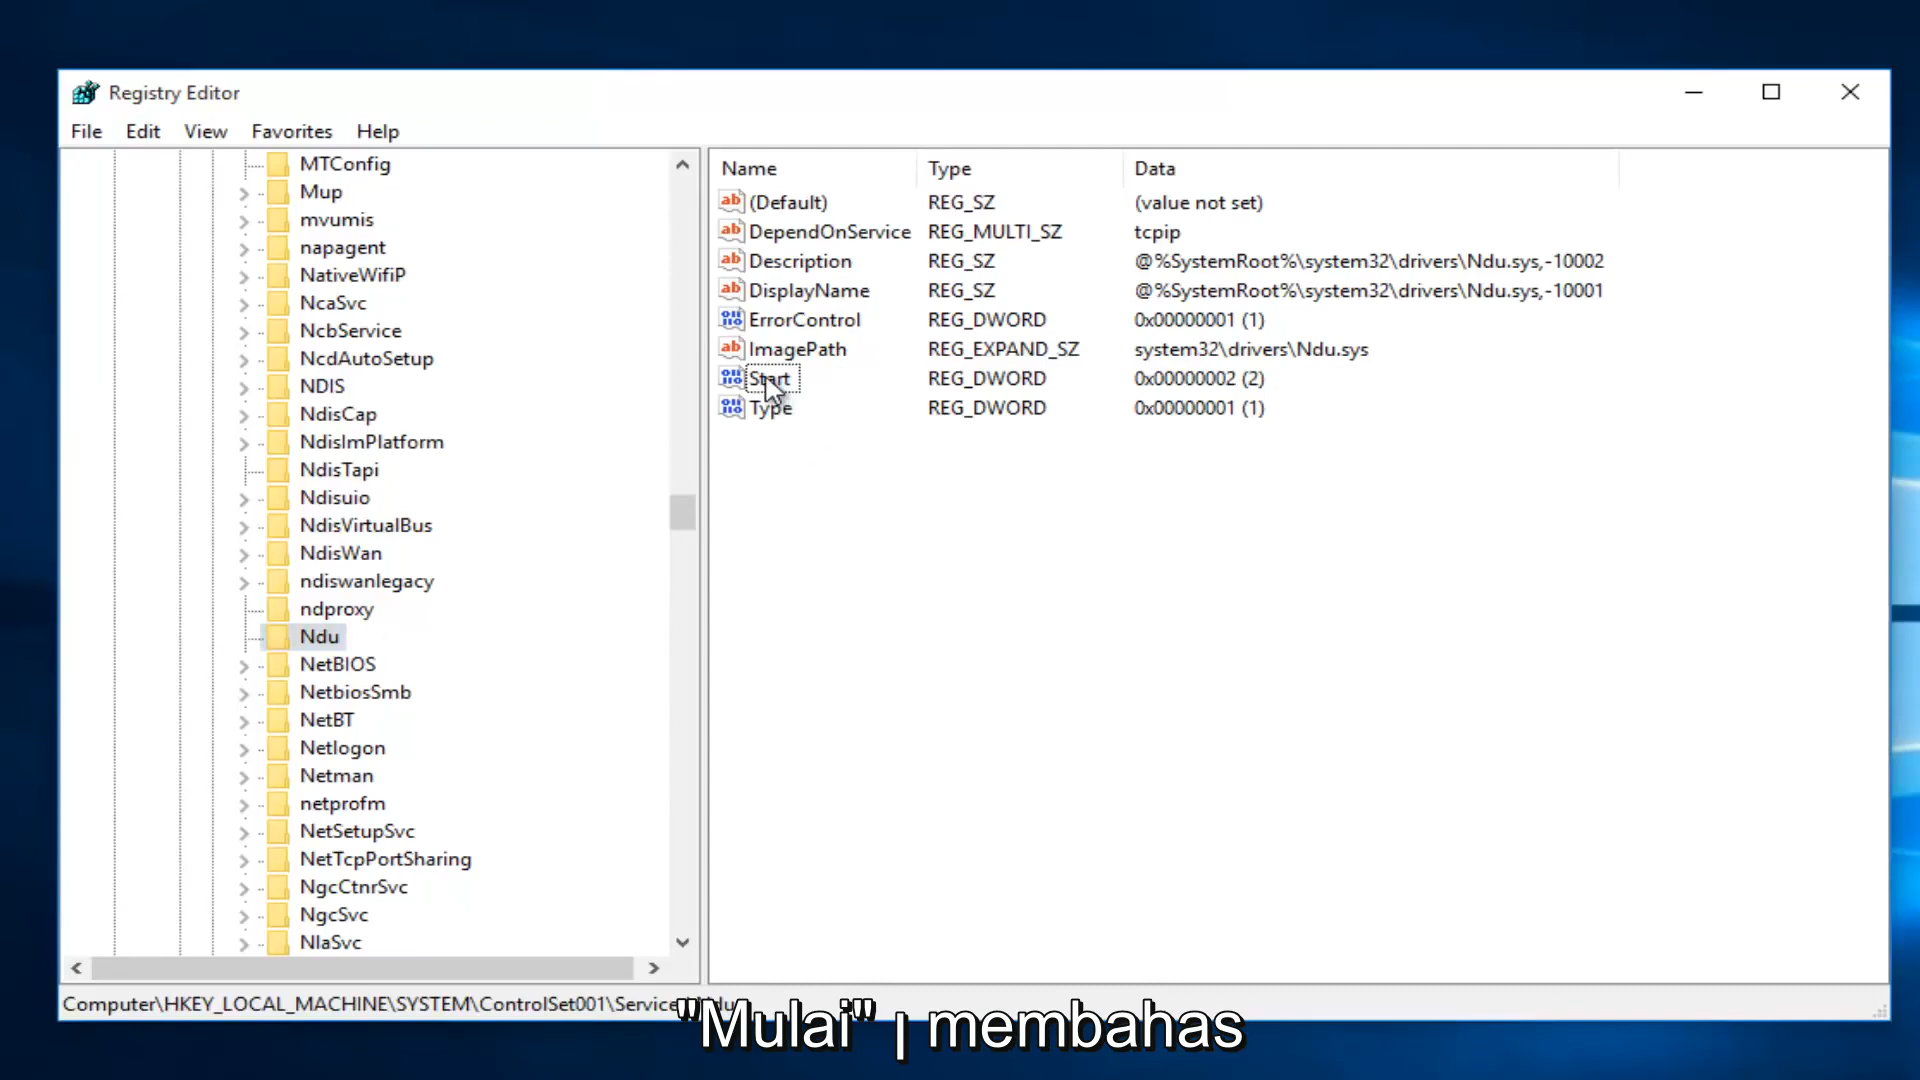 Registry Editor
File Edit View Favorites Help
MTConfig
Mup
mvumis
napagent
NativeWifiP
NcaSvc
NcbService
NcdAutoSetup
NDIS
NdisCap
NdisImPlatform
NdisTapi
Ndisuio
NdisVirtualBus
NdisWan
ndiswanlegacy
ndproxy
Ndu
NetBIOS
NetbiosSmb
NetBT
Netlogon
Netman
netprofm
NetSetupSvc
NetTcpPortSharing
NgcCtnrSvc
NgcSvc
NlaSvc
Name Type Data
(Default) REG_SZ (value not set)
DependOnService REG_MULTI_SZ tcpip
Description REG_SZ @%SystemRoot%\system32\drivers\Ndu.sys,-10002
DisplayName REG_SZ @%SystemRoot%\system32\drivers\Ndu.sys,-10001
ErrorControl REG_DWORD 0x00000001 (1)
ImagePath REG_EXPAND_SZ system32\drivers\Ndu.sys
Start REG_DWORD 0x00000002 (2)
Type REG_DWORD 0x00000001 (1)
Computer\HKEY_LOCAL_MACHINE\SYSTEM\ControlSet001\Service
"Mulai" ן membahas